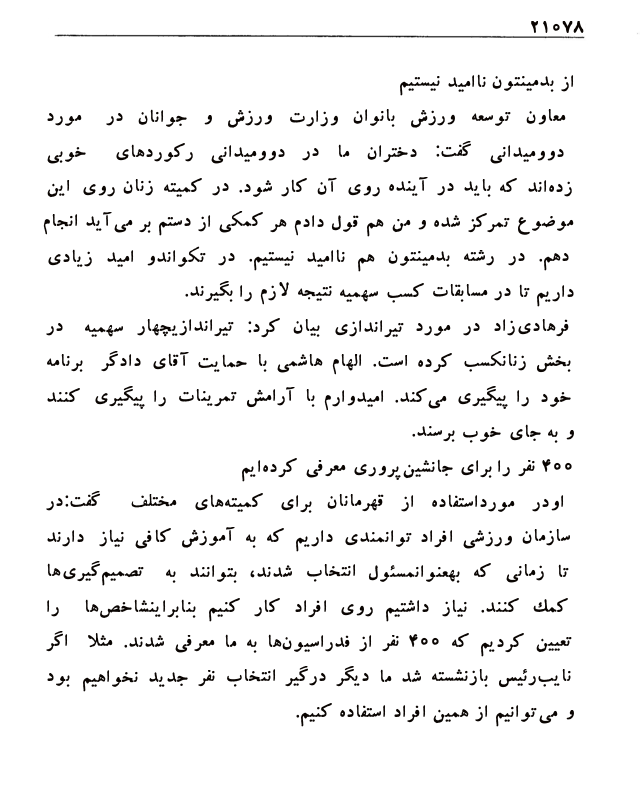 ۲۱۰۷۸
از بدمینتون ناامید نیستیم
معاون توسعه ورزش بانوان وزارت ورزش و جوانان در مورد
دوومیدانی گفت: دختران ما در دوومیدانی رکوردهای خوبی
زده‌اند که باید در آینده روی آن کار شود. در کمیته زنان روی این
موضوع تمرکز شده و من هم قول دادم هر کمکی از دستم بر می‌آید انجام
دهم. در رشته بدمینتون هم ناامید نیستیم. در تکواندو امید زیادی
داریم تا در مسابقات کسب سهمیه نتیجه لازم را بگیرند.
فرهادی‌زاد در مورد تیراندازی بیان کرد: تیراندازیچهار سهمیه در
بخش زنانکسب کرده است. الهام هاشمی با حمایت آقای دادگر برنامه
خود را پیگیری می‌کند. امیدوارم با آرامش تمرینات را پیگیری کنند
و به جای خوب برسند.
۴۰۰ نفر را برای جانشین‌پروری معرفی کرده‌ایم
اودر مورداستفاده از قهرمانان برای کمیته‌های مختلف گفت:در
سازمان ورزشی افراد توانمندی داریم که به آموزش کافی نیاز دارند
تا زمانی که بهعنوانمسئول انتخاب شدند، بتوانند به تصمیم‌گیری‌ها
کمك کنند. نیاز داشتیم روی افراد کار کنیم بنابراینشاخص‌ها را
تعیین کردیم که ۴۰۰ نفر از فدراسیون‌ها به ما معرفی شدند. مثلا اگر
نایب‌رئیس بازنشسته شد ما دیگر درگیر انتخاب نفر جدید نخواهیم بود
و می‌توانیم از همین افراد استفاده کنیم.